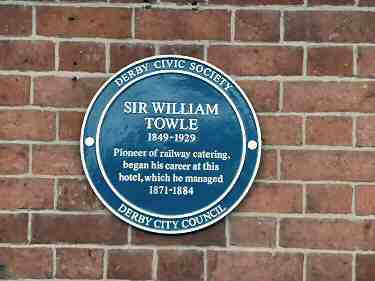 DERBY CIVIC SOCIETY
SIR WILLIAM
TOWLE
1849-1929
Pioneer of railway catering,
began his career at this
hotel, which he managed
1871-1884
DERBY CITY COUNCIL